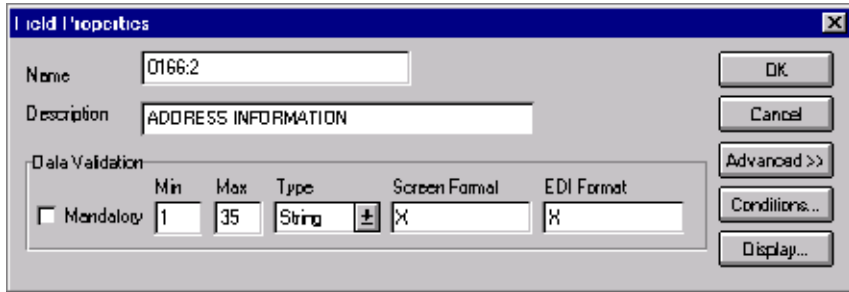 Field Properties
Name 0166:2 OK
Description ADDRESS INFORMATION Cancel
Data Validation Advanced >>
Min Max Type Screen Format EDI Format
Mandatory 1 35 String X X Conditions...
Display...